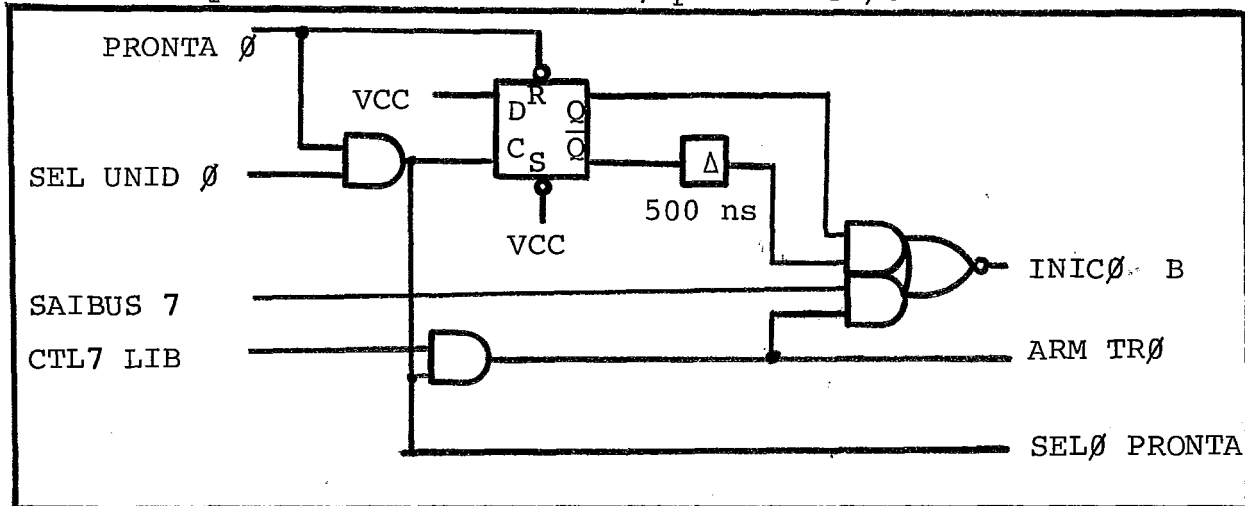 PRONTA Ø
VCC
D R Q
C S Q̅
Δ
SEL UNID Ø
500 ns
VCC
INICØ B
SAIBUS 7
CTL7 LIB
ARM TRØ
SELØ PRONTA